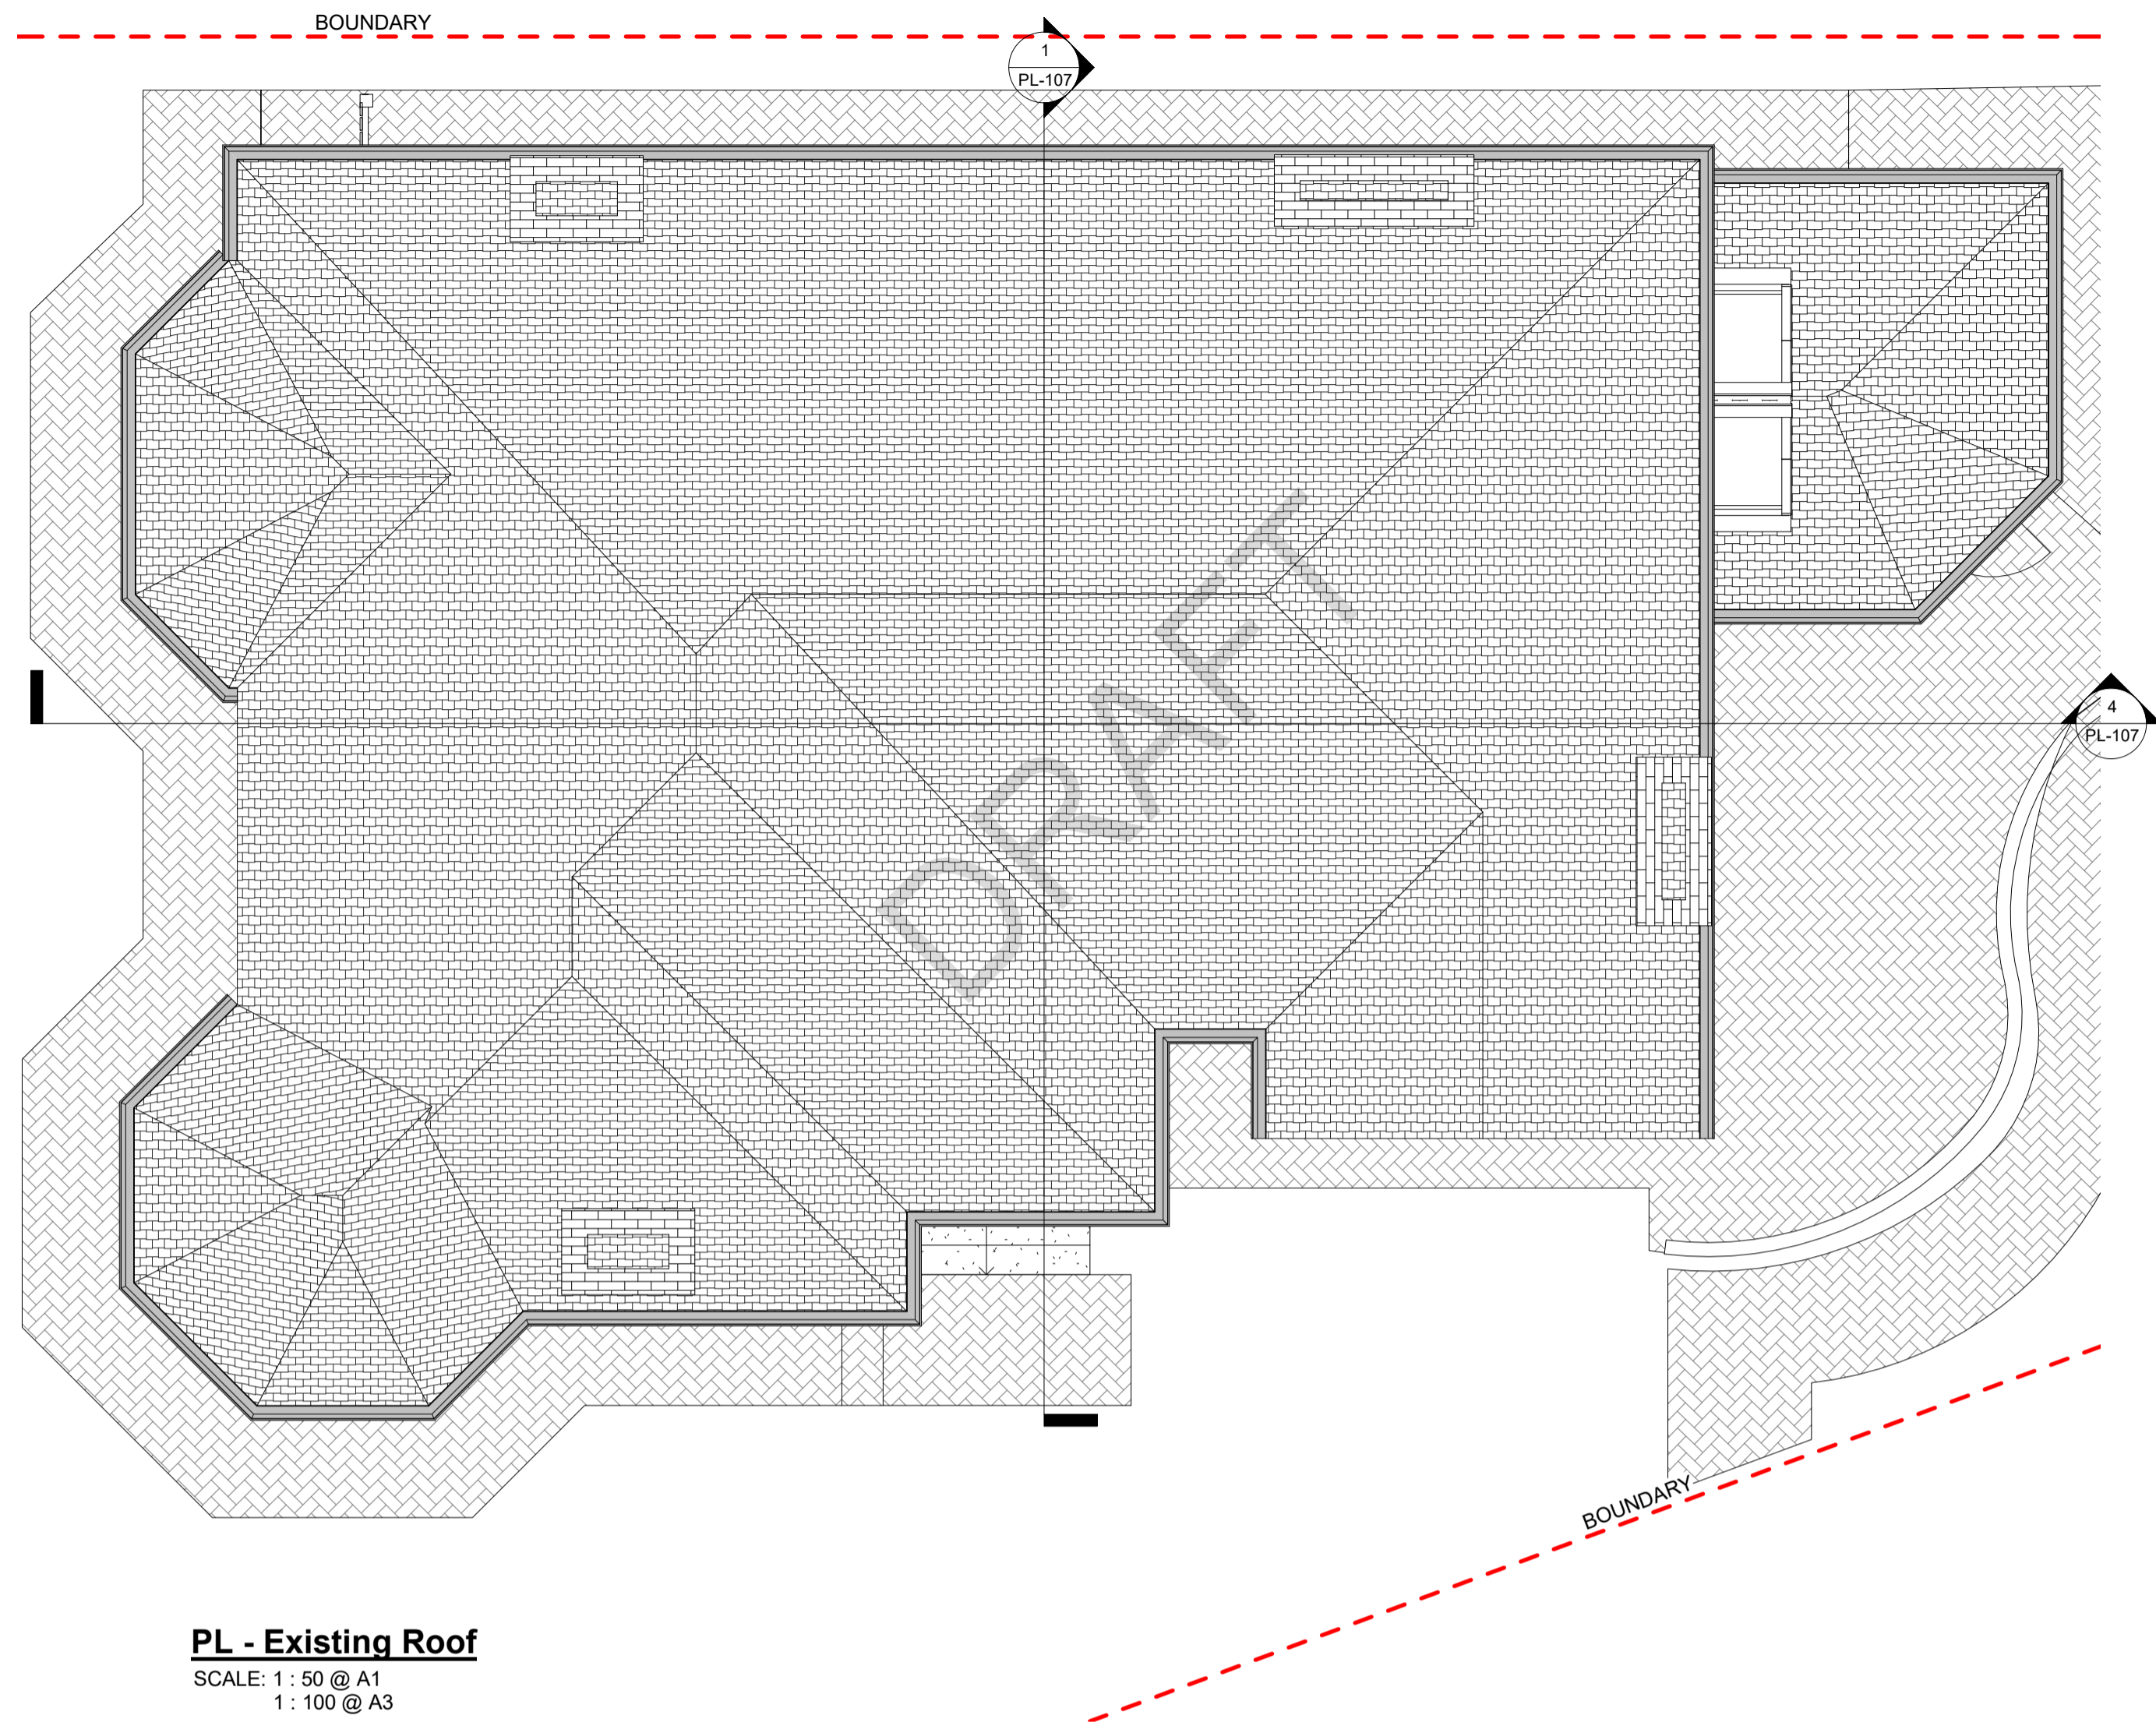 BOUNDARY
1
PL-107
DRAFT
4
PL-107
BOUNDARY
PL - Existing Roof
SCALE: 1 : 50 @ A1
1 : 100 @ A3